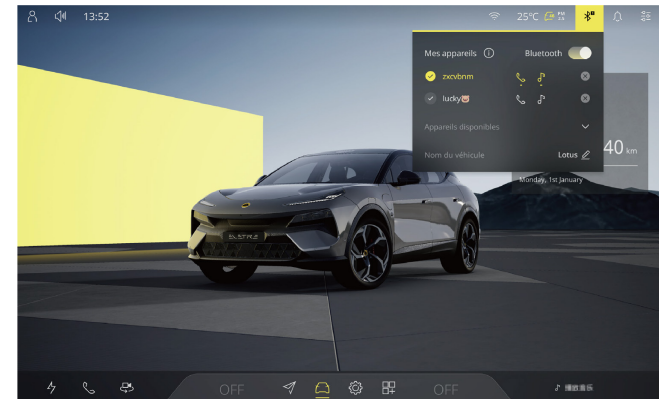 13:52
25°C
Mes appareils
Bluetooth
zxcvbnm
lucky
Appareils disponibles
Nom du véhicule
Lotus
40 km
Monday, 1st January
ELETRE
OFF
OFF